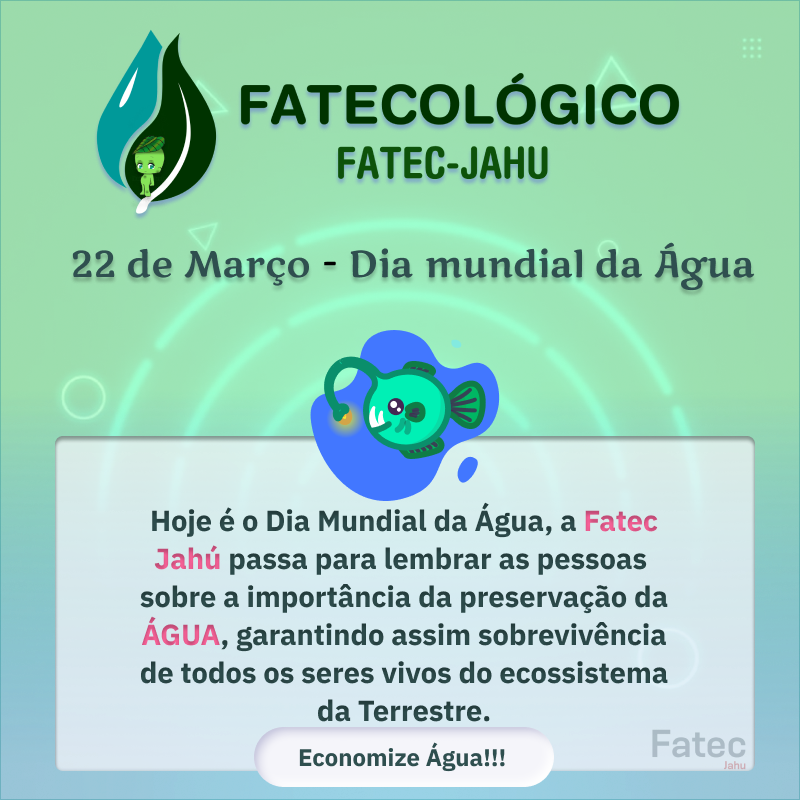 FATECOLÓGICO
FATEC-JAHU
22 de Março - Dia mundial da Água
Hoje é o Dia Mundial da Água, a Fatec
Jahú passa para lembrar as pessoas
sobre a importância da preservação da
ÁGUA, garantindo assim sobrevivência
de todos os seres vivos do ecossistema
da Terrestre.
Economize Água!!!
Fatec
Jahu